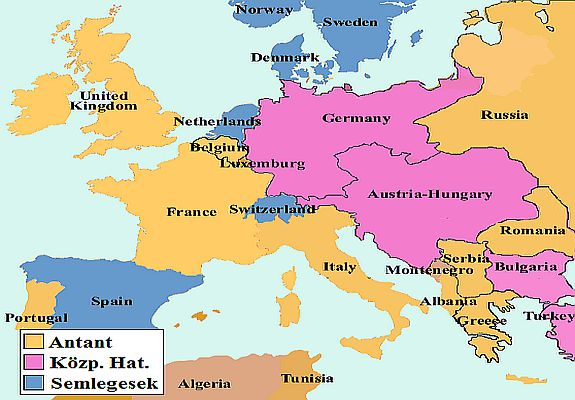 Norway
Sweden
Denmark
United
Kingdom
Netherlands
Germany
Russia
Belgium
Luxemburg
Austria-Hungary
France
Switzerland
Romania
Italy
Serbia
Montenegro
Bulgaria
Spain
Albania
Portugal
Greece
Turkey
Antant
Közp. Hat.
Semlegesek
Algeria
Tunisia